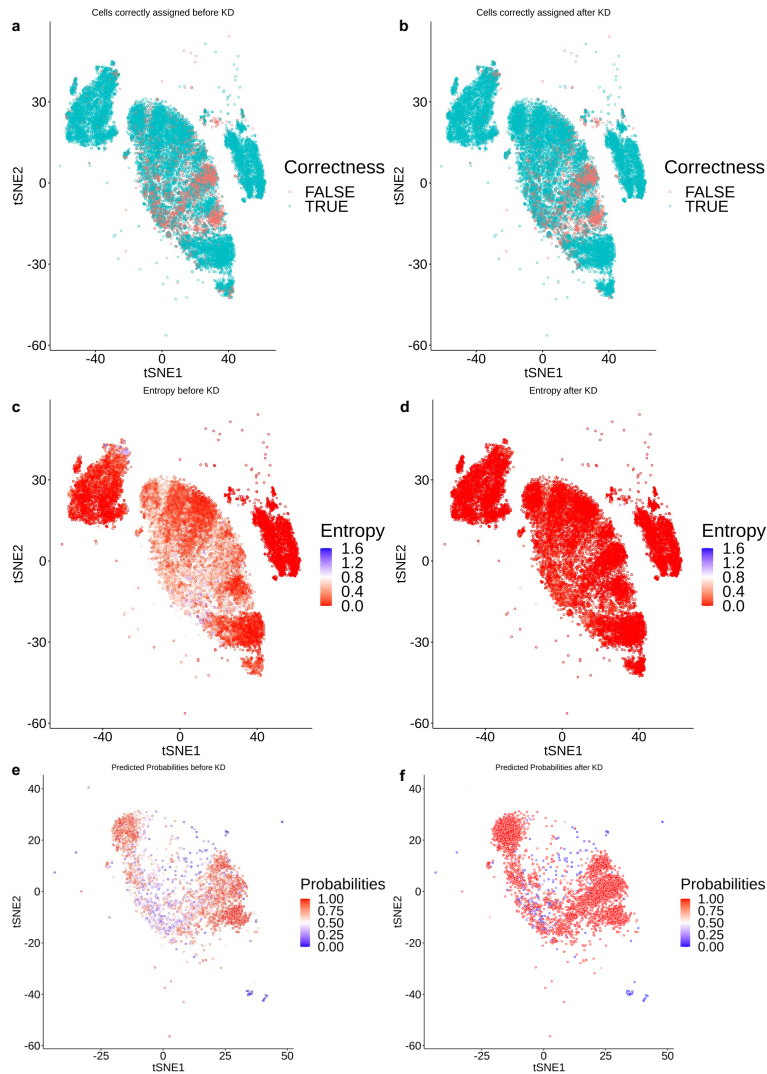 a
Cells correctly assigned before KD
30
0
-30
-60
tSNE2
-40
0
40
tSNE1
Correctness
FALSE
TRUE
b
Cells correctly assigned after KD
30
0
-30
-60
tSNE2
-40
0
40
tSNE1
Correctness
FALSE
TRUE
c
Entropy before KD
30
0
-30
-60
tSNE2
-40
0
40
tSNE1
Entropy
1.6
1.2
0.8
0.4
0.0
d
Entropy after KD
30
0
-30
-60
tSNE2
-40
0
40
tSNE1
Entropy
1.6
1.2
0.8
0.4
0.0
e
Predicted Probabilities before KD
40
20
0
-20
-40
-60
tSNE2
-25
0
25
50
tSNE1
Probabilities
1.00
0.75
0.50
0.25
0.00
f
Predicted Probabilities after KD
40
20
0
-20
-40
-60
tSNE2
-25
0
25
50
tSNE1
Probabilities
1.00
0.75
0.50
0.25
0.00